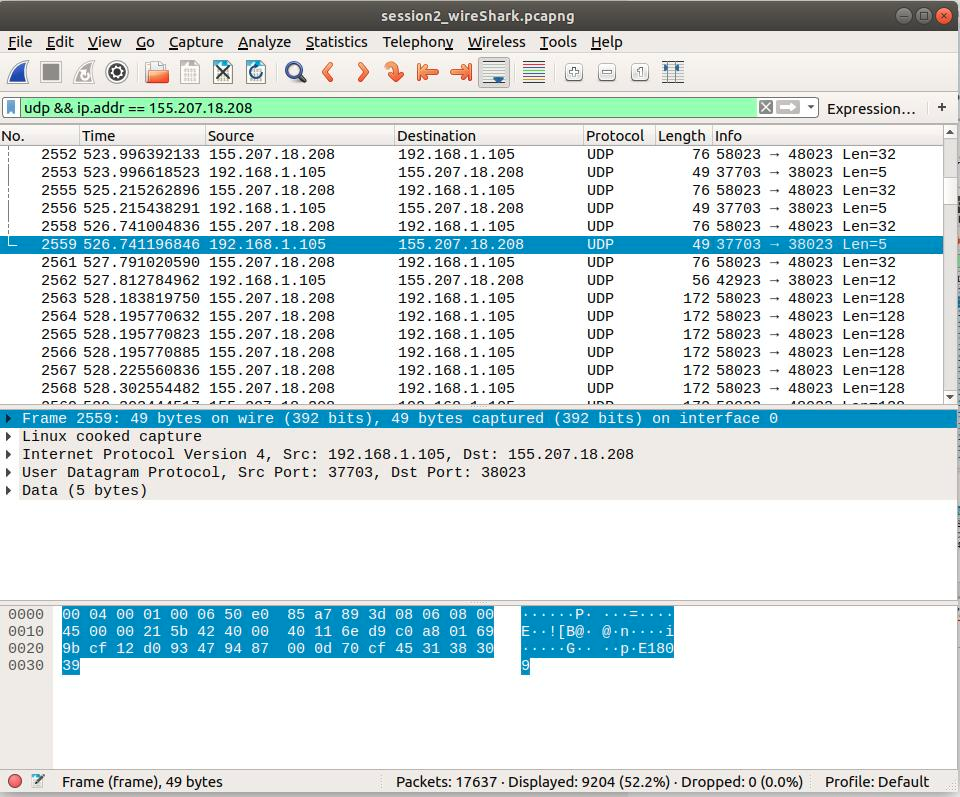 session2_wireShark.pcapng
File Edit View Go Capture Analyze Statistics Telephony Wireless Tools Help
udp && ip.addr == 155.207.18.208 Expression… +
No. Time Source Destination Protocol Length Info
2552 523.996392133 155.207.18.208 192.168.1.105 UDP 76 58023 → 48023 Len=32
2553 523.996618523 192.168.1.105 155.207.18.208 UDP 49 37703 → 38023 Len=5
2555 525.215262896 155.207.18.208 192.168.1.105 UDP 76 58023 → 48023 Len=32
2556 525.215438291 192.168.1.105 155.207.18.208 UDP 49 37703 → 38023 Len=5
2558 526.741004836 155.207.18.208 192.168.1.105 UDP 76 58023 → 48023 Len=32
2559 526.741196846 192.168.1.105 155.207.18.208 UDP 49 37703 → 38023 Len=5
2561 527.791020590 155.207.18.208 192.168.1.105 UDP 76 58023 → 48023 Len=32
2562 527.812784962 192.168.1.105 155.207.18.208 UDP 56 42923 → 38023 Len=12
2563 528.183819750 155.207.18.208 192.168.1.105 UDP 172 58023 → 48023 Len=128
2564 528.195770632 155.207.18.208 192.168.1.105 UDP 172 58023 → 48023 Len=128
2565 528.195770823 155.207.18.208 192.168.1.105 UDP 172 58023 → 48023 Len=128
2566 528.195770885 155.207.18.208 192.168.1.105 UDP 172 58023 → 48023 Len=128
2567 528.225560836 155.207.18.208 192.168.1.105 UDP 172 58023 → 48023 Len=128
2568 528.302554482 155.207.18.208 192.168.1.105 UDP 172 58023 → 48023 Len=128
Frame 2559: 49 bytes on wire (392 bits), 49 bytes captured (392 bits) on interface 0
Linux cooked capture
Internet Protocol Version 4, Src: 192.168.1.105, Dst: 155.207.18.208
User Datagram Protocol, Src Port: 37703, Dst Port: 38023
Data (5 bytes)
0000 00 04 00 01 00 06 50 e0 85 a7 89 3d 08 06 08 00 ······P· ···=····
0010 45 00 00 21 5b 42 40 00 40 11 6e d9 c0 a8 01 69 E··![B@· @·n····i
0020 9b cf 12 d0 93 47 94 87 00 0d 70 cf 45 31 38 30 ·····G·· ··p·E180
0030 39 9
Frame (frame), 49 bytes Packets: 17637 · Displayed: 9204 (52.2%) · Dropped: 0 (0.0%) Profile: Default